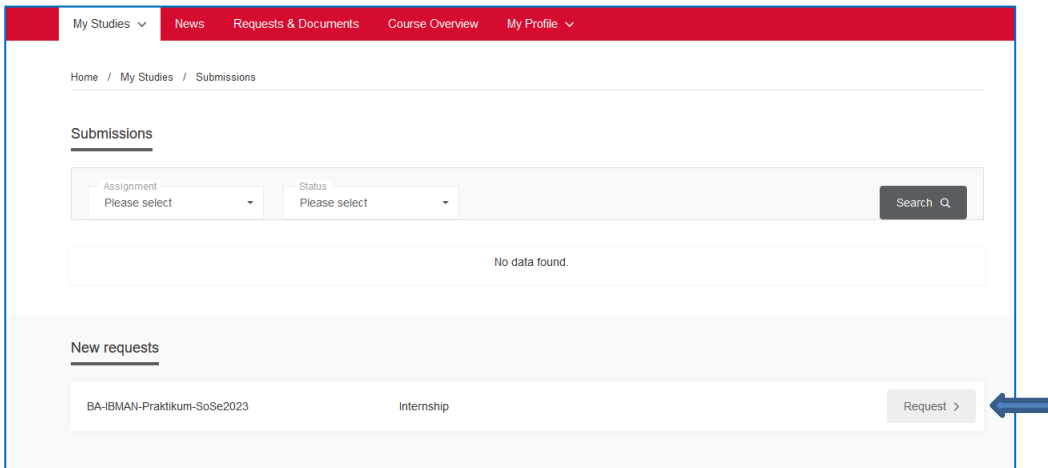 My Studies News Requests & Documents Course Overview My Profile
Home / My Studies / Submissions
Submissions
Assignment Status
Please select Please select Search
No data found.
New requests
BA-IBMAN-Praktikum-SoSe2023 Internship Request >